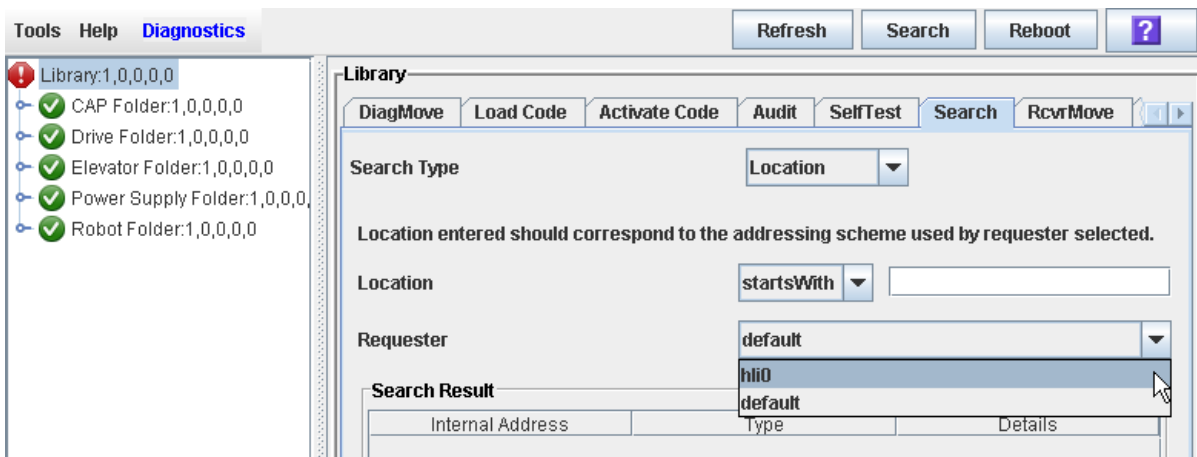 Tools Help Diagnostics Refresh Search Reboot ?
Library:1,0,0,0,0
CAP Folder:1,0,0,0,0
Drive Folder:1,0,0,0,0
Elevator Folder:1,0,0,0,0
Power Supply Folder:1,0,0,0,
Robot Folder:1,0,0,0,0
Library
DiagMove Load Code Activate Code Audit SelfTest Search RcvrMove
Search Type Location
Location entered should correspond to the addressing scheme used by requester selected.
Location startsWith
Requester default
hli0
default
Search Result
Internal Address Type Details